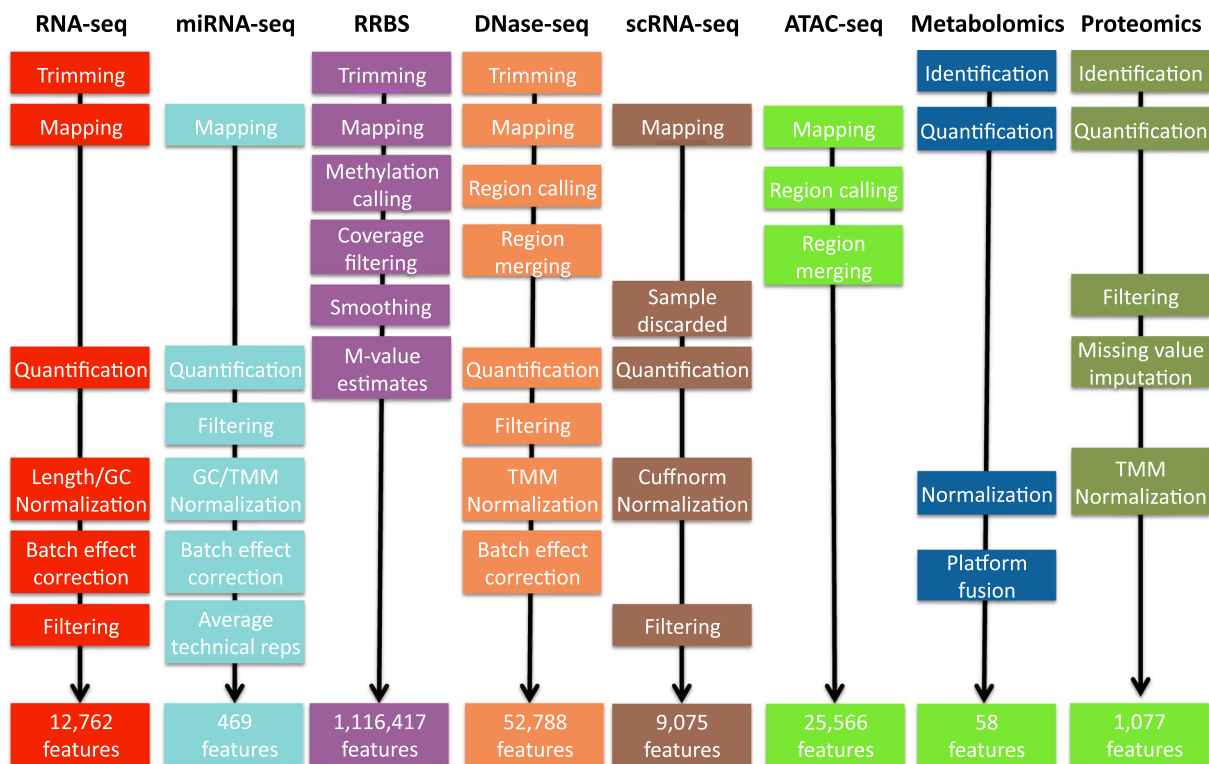 RNA-seq
miRNA-seq
RRBS
DNase-seq
scRNA-seq
ATAC-seq
Metabolomics
Proteomics
Trimming
Mapping
Quantification
Length/GC
Normalization
Batch effect
correction
Filtering
12,762
features
Mapping
Quantification
Filtering
GC/TMM
Normalization
Batch effect
correction
Average
technical reps
469
features
Trimming
Mapping
Methylation
calling
Coverage
filtering
Smoothing
M-value
estimates
1,116,417
features
Trimming
Mapping
Region calling
Region
merging
Quantification
Filtering
TMM
Normalization
Batch effect
correction
52,788
features
Mapping
Sample
discarded
Quantification
Cuffnorm
Normalization
Filtering
9,075
features
Mapping
Region calling
Region
merging
25,566
features
Identification
Quantification
Normalization
Platform
fusion
58
features
Identification
Quantification
Filtering
Missing value
imputation
TMM
Normalization
1,077
features